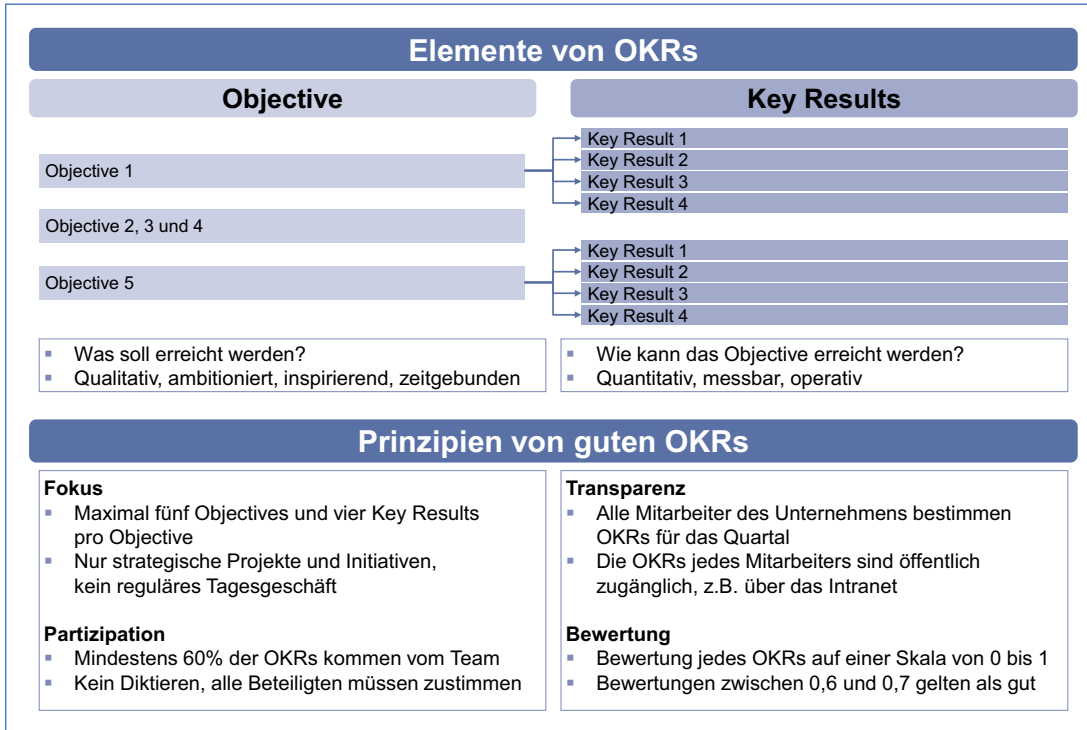 Elemente von OKRs
Objective
Key Results
Objective 1
Key Result 1
Key Result 2
Key Result 3
Key Result 4
Objective 2, 3 und 4
Objective 5
Key Result 1
Key Result 2
Key Result 3
Key Result 4
▪ Was soll erreicht werden?
▪ Qualitativ, ambitioniert, inspirierend, zeitgebunden
▪ Wie kann das Objective erreicht werden?
▪ Quantitativ, messbar, operativ
Prinzipien von guten OKRs
Fokus
▪ Maximal fünf Objectives und vier Key Results
pro Objective
▪ Nur strategische Projekte und Initiativen,
kein reguläres Tagesgeschäft
Partizipation
▪ Mindestens 60% der OKRs kommen vom Team
▪ Kein Diktieren, alle Beteiligten müssen zustimmen
Transparenz
▪ Alle Mitarbeiter des Unternehmens bestimmen
OKRs für das Quartal
▪ Die OKRs jedes Mitarbeiters sind öffentlich
zugänglich, z.B. über das Intranet
Bewertung
▪ Bewertung jedes OKRs auf einer Skala von 0 bis 1
▪ Bewertungen zwischen 0,6 und 0,7 gelten als gut